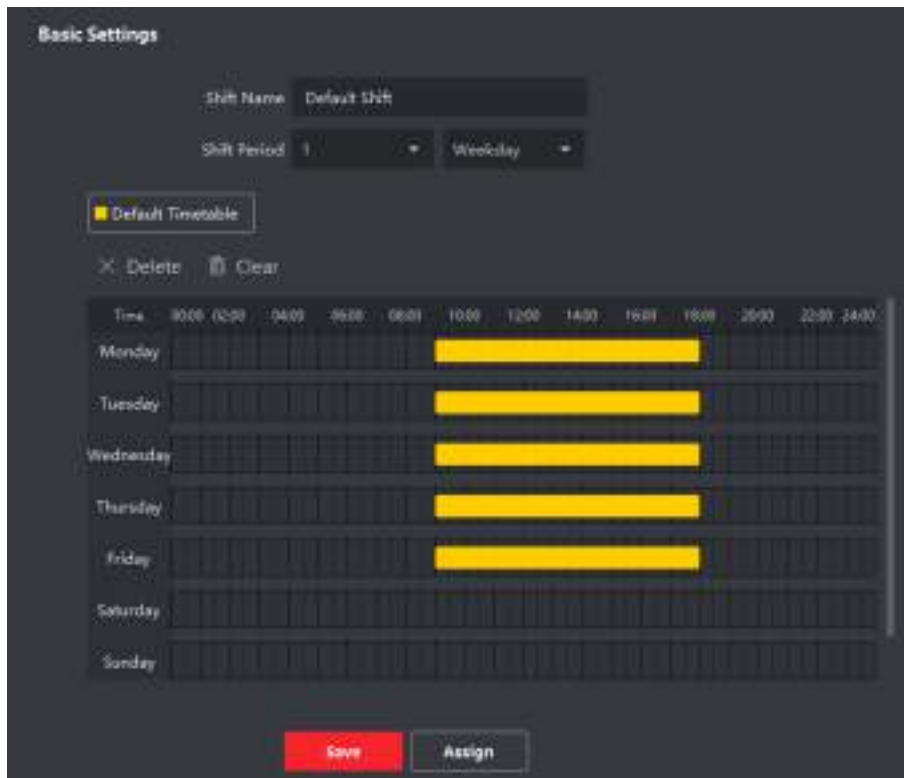 Basic Settings
Shift Name Default Shift
Shift Period 1 Weekday
Default Timetable
Delete Clear
Time 00:00 02:00 04:00 06:00 08:00 10:00 12:00 14:00 16:00 18:00 20:00 22:00 24:00
Monday
Tuesday
Wednesday
Thursday
Friday
Saturday
Sunday
Save Assign